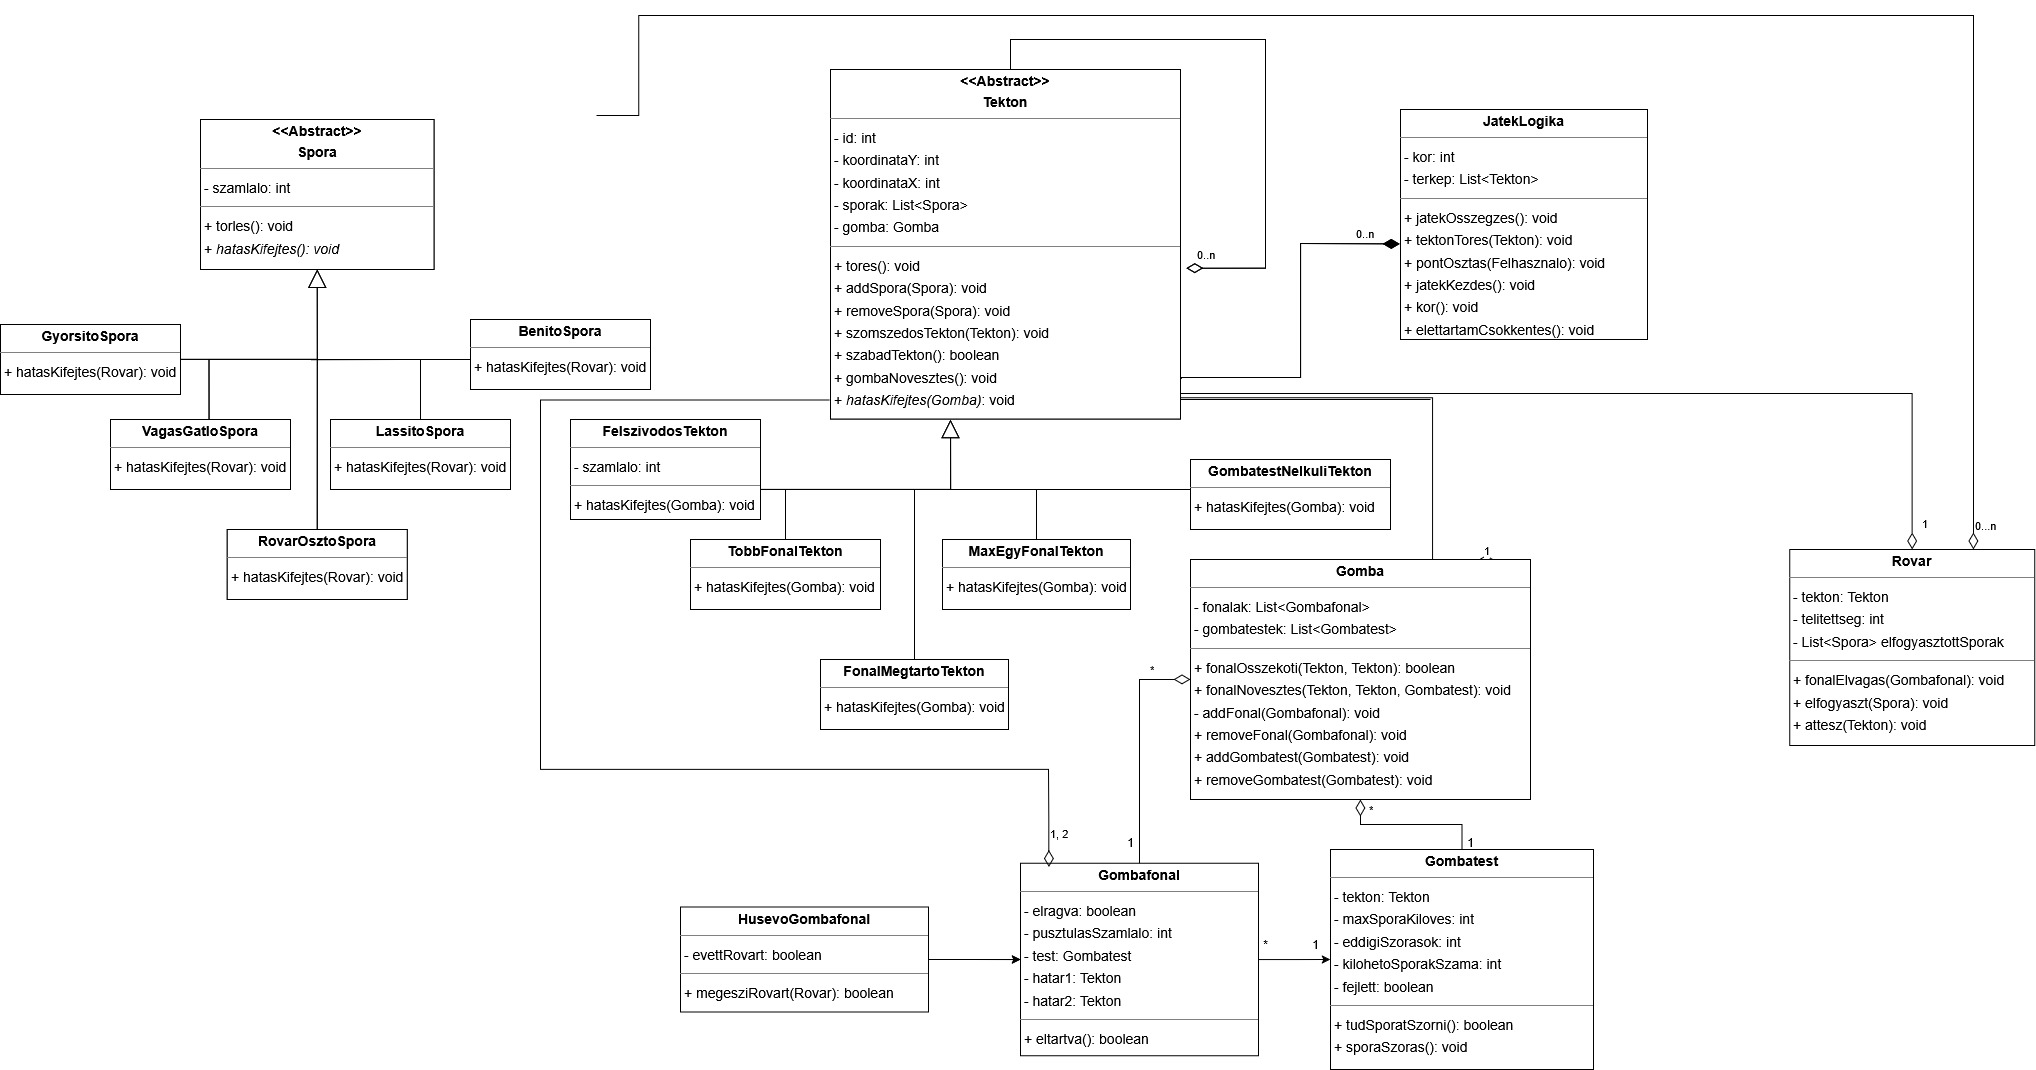 <<Abstract>>
Spora
- szamlalo: int
+ torles(): void
+ hatasKifejtes(): void
GyorsitoSpora
+ hatasKifejtes(Rovar): void
BenitoSpora
+ hatasKifejtes(Rovar): void
VagasGatloSpora
+ hatasKifejtes(Rovar): void
LassitoSpora
+ hatasKifejtes(Rovar): void
RovarOsztoSpora
+ hatasKifejtes(Rovar): void
<<Abstract>>
Tekton
- id: int
- koordinataY: int
- koordinataX: int
- sporak: List<Spora>
- gomba: Gomba
+ tores(): void
+ addSpora(Spora): void
+ removeSpora(Spora): void
+ szomszedosTekton(Tekton): void
+ szabadTekton(): boolean
+ gombaNovesztes(): void
+ hatasKifejtes(Gomba): void
0..n
0..n
JatekLogika
- kor: int
- terkep: List<Tekton>
+ jatekOsszegzes(): void
+ tektonTores(Tekton): void
+ pontOsztas(Felhasznalo): void
+ jatekKezdes(): void
+ kor(): void
+ elettartamCsokkentes(): void
FelszivodosTekton
- szamlalo: int
+ hatasKifejtes(Gomba): void
GombatestNelkuliTekton
+ hatasKifejtes(Gomba): void
TobbFonalTekton
+ hatasKifejtes(Gomba): void
MaxEgyFonalTekton
+ hatasKifejtes(Gomba): void
FonalMegtartoTekton
+ hatasKifejtes(Gomba): void
1
Gomba
- fonalak: List<Gombafonal>
- gombatestek: List<Gombatest>
+ fonalOsszekoti(Tekton, Tekton): boolean
+ fonalNovesztes(Tekton, Tekton, Gombatest): void
- addFonal(Gombafonal): void
+ removeFonal(Gombafonal): void
+ addGombatest(Gombatest): void
+ removeGombatest(Gombatest): void
1
0...n
Rovar
- tekton: Tekton
- telitettseg: int
- List<Spora> elfogyasztottSporak
+ fonalElvagas(Gombafonal): void
+ elfogyaszt(Spora): void
+ attesz(Tekton): void
*
*
1, 2
1
1
HusevoGombafonal
- evettRovart: boolean
+ megesziRovart(Rovar): boolean
Gombafonal
- elragva: boolean
- pusztulasSzamlalo: int
- test: Gombatest
- hatar1: Tekton
- hatar2: Tekton
+ eltartva(): boolean
*
1
Gombatest
- tekton: Tekton
- maxSporaKiloves: int
- eddigiSzorasok: int
- kilohetoSporakSzama: int
- fejlett: boolean
+ tudSporatSzorni(): boolean
+ sporaSzoras(): void